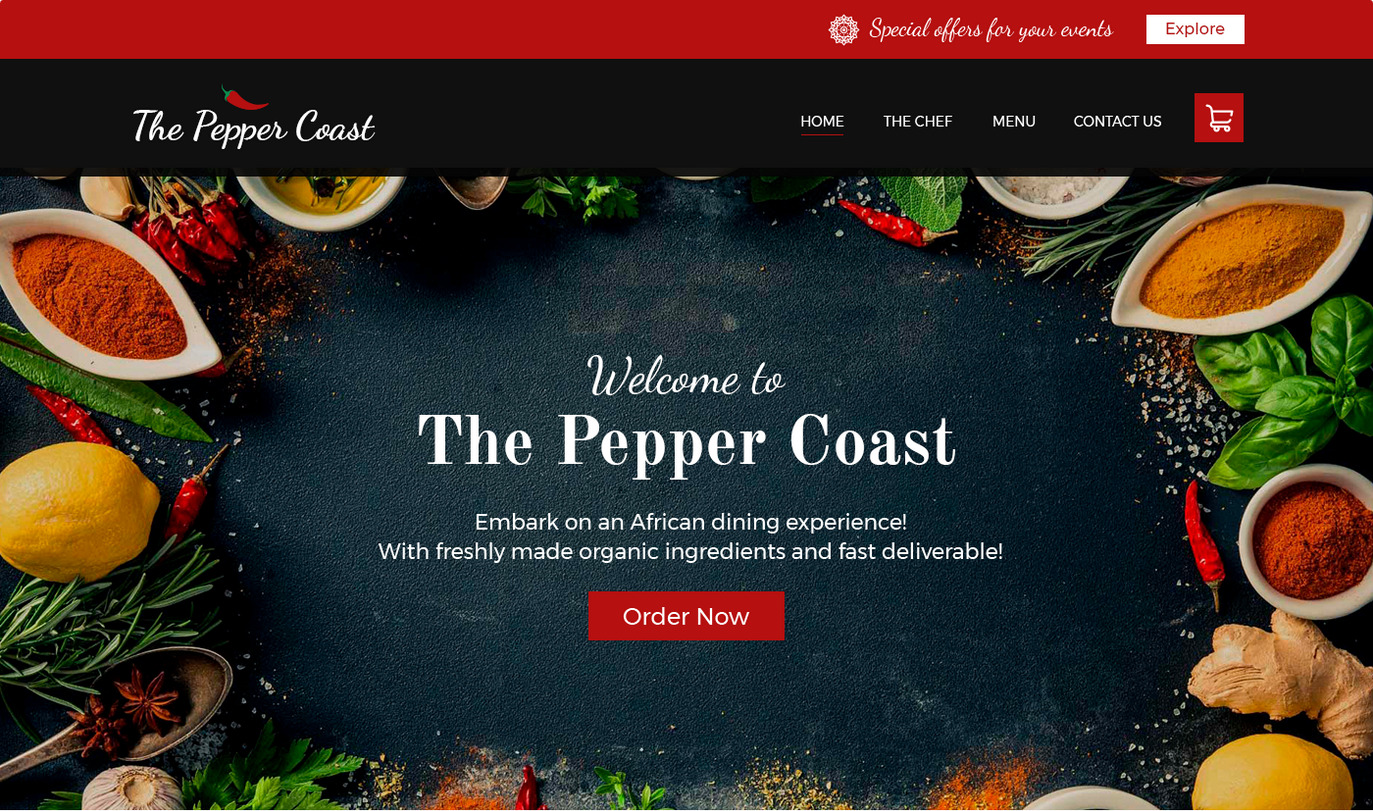 Special offers for your events
Explore
The Pepper Coast
HOME
THE CHEF
MENU
CONTACT US
Welcome to
The Pepper Coast
Embark on an African dining experience!
With freshly made organic ingredients and fast deliverable!
Order Now